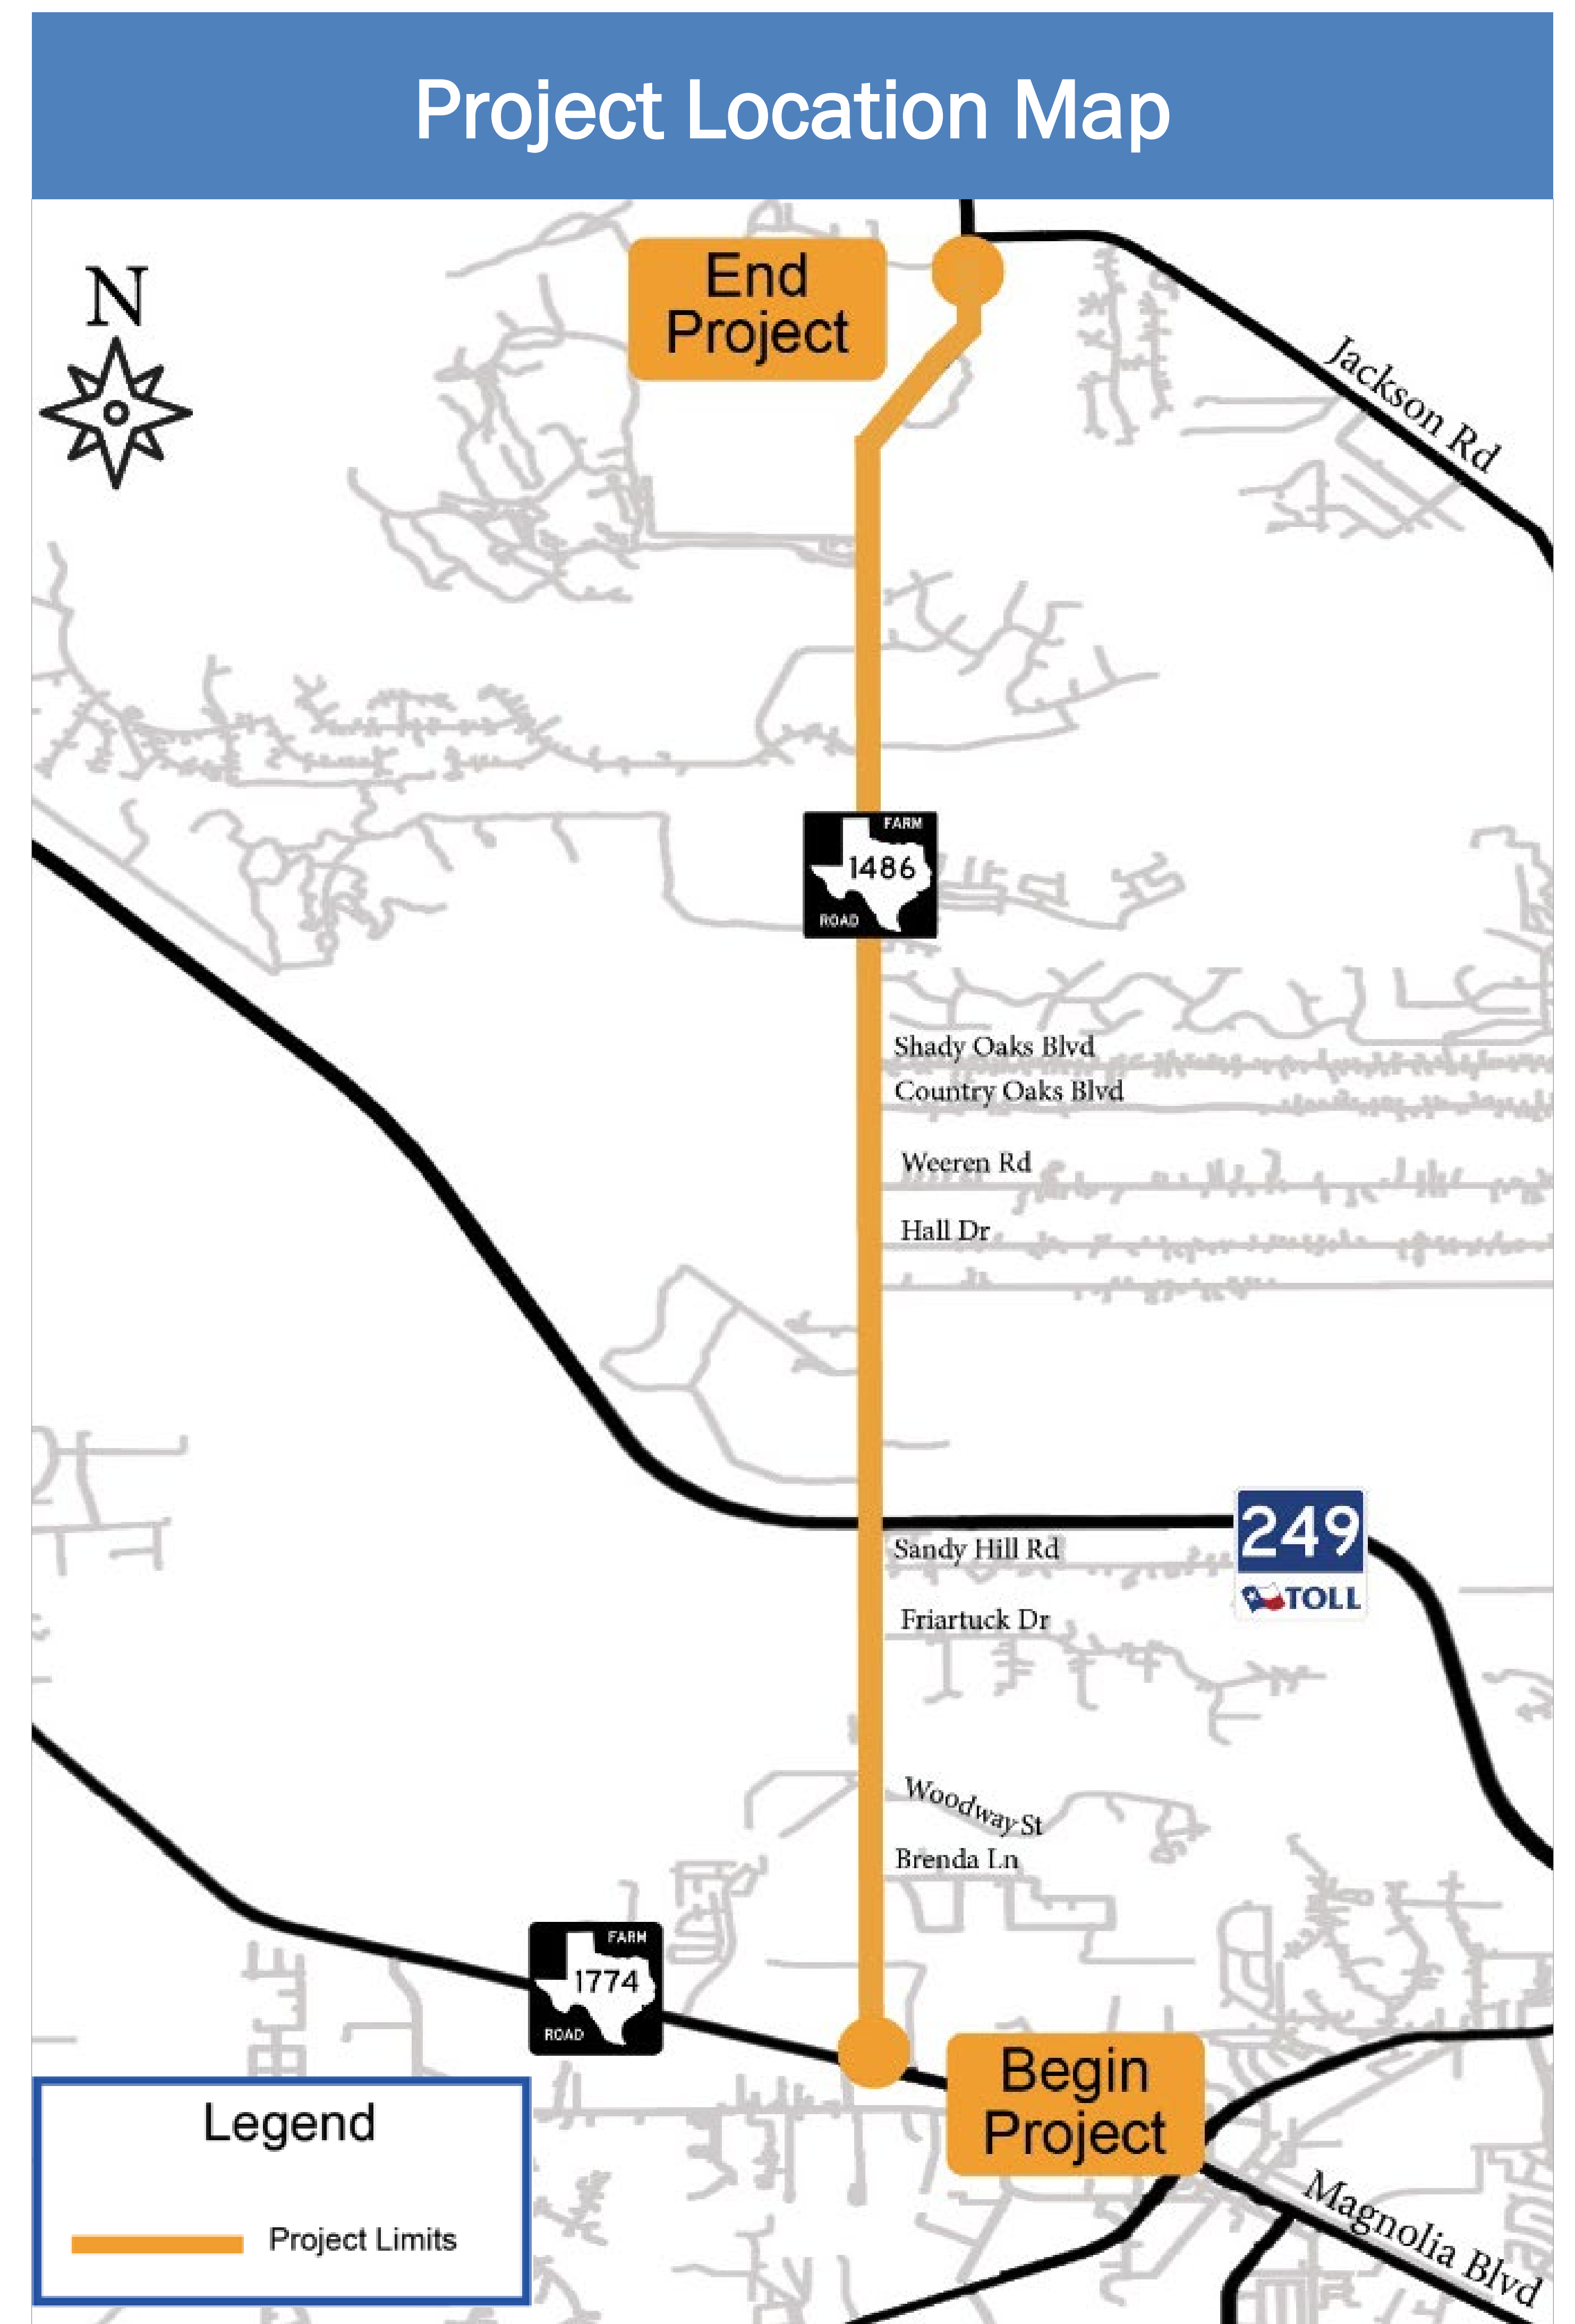 Project Location Map
N
End
Project
Jackson Rd
FARM
1486
ROAD
Shady Oaks Blvd
Country Oaks Blvd
Weeren Rd
Hall Dr
249
TOLL
Sandy Hill Rd
Friartuck Dr
Woodway St
Brenda Ln
FARM
1774
ROAD
Begin
Project
Magnolia Blvd
Legend
Project Limits